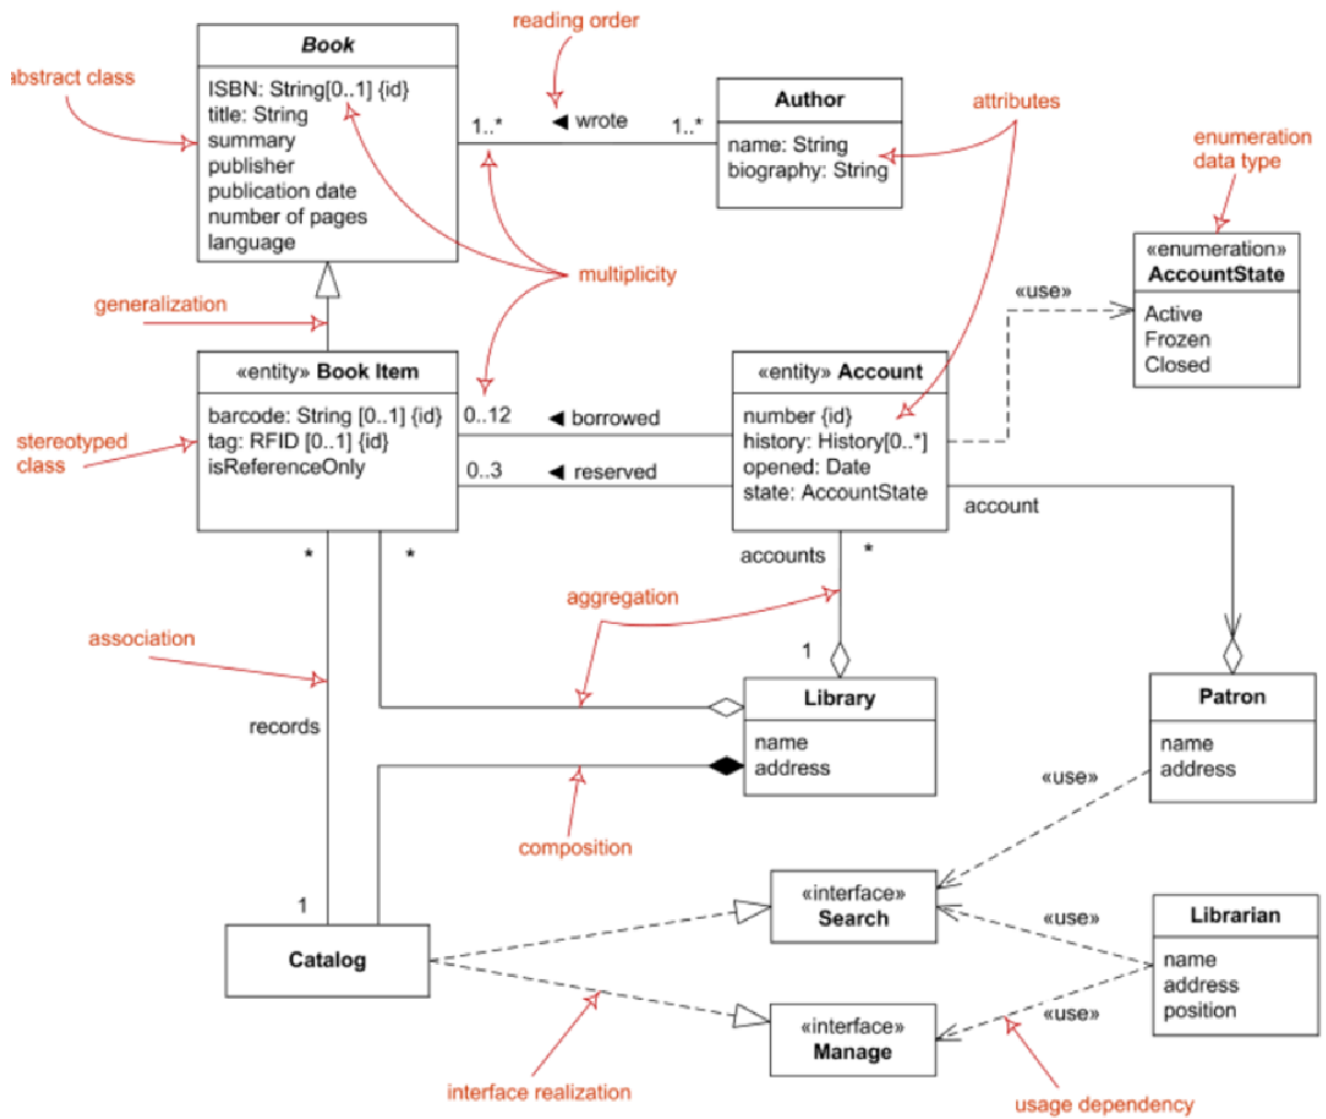 reading order
Book
abstract class
ISBN: String[0..1] {id}
title: String
summary
publisher
publication date
number of pages
language
1..*
◄ wrote
1..*
Author
name: String
biography: String
attributes
enumeration
data type
«enumeration»
AccountState
Active
Frozen
Closed
multiplicity
generalization
«use»
«entity» Book Item
barcode: String [0..1] {id}
tag: RFID [0..1] {id}
isReferenceOnly
stereotyped
class
0..12
◄ borrowed
0..3
◄ reserved
«entity» Account
number {id}
history: History[0..*]
opened: Date
state: AccountState
account
*
*
accounts
*
aggregation
association
1
records
Library
name
address
Patron
name
address
«use»
composition
1
Catalog
«interface»
Search
«use»
Librarian
name
address
position
«use»
«interface»
Manage
interface realization
usage dependency